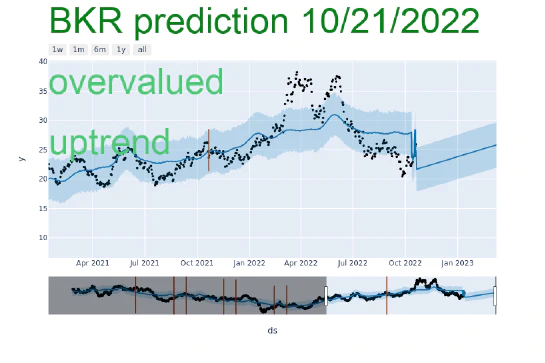 BKR prediction 10/21/2022
1w 1m 6m 1y all
40
overvalued
35
30
uptrend
25
y
20
15
10
Apr 2021 Jul 2021 Oct 2021 Jan 2022 Apr 2022 Jul 2022 Oct 2022 Jan 2023
ds